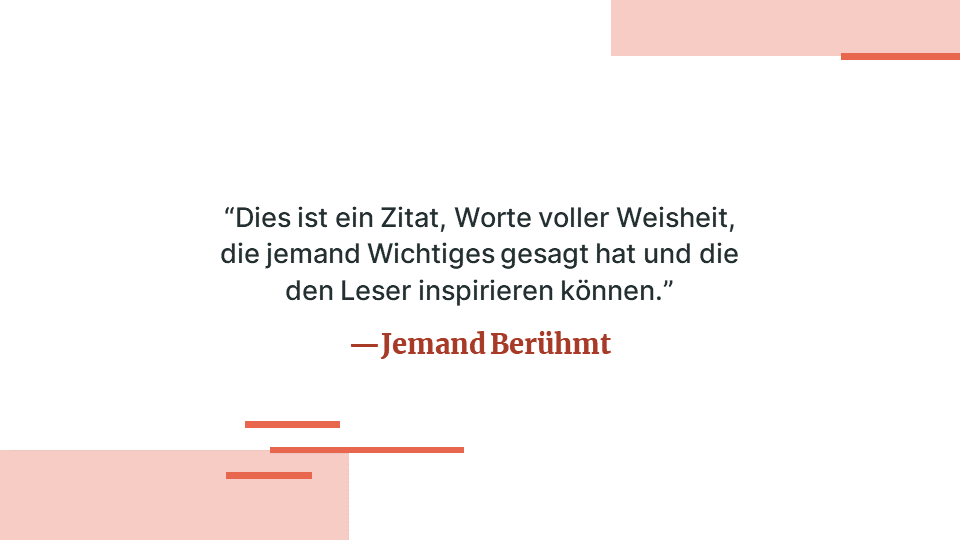 “Dies ist ein Zitat, Worte voller Weisheit,
die jemand Wichtiges gesagt hat und die
den Leser inspirieren können.”
—Jemand Berühmt